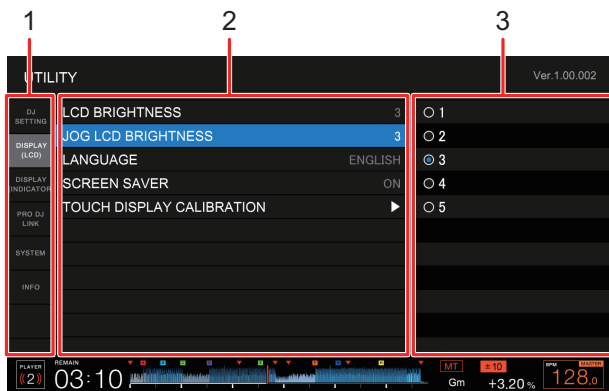 1 2 3
UTILITY Ver.1.00.002
DJ SETTING
DISPLAY (LCD)
DISPLAY INDICATOR
PRO DJ LINK
SYSTEM
INFO
LCD BRIGHTNESS 3
JOG LCD BRIGHTNESS 3
LANGUAGE ENGLISH
SCREEN SAVER ON
TOUCH DISPLAY CALIBRATION
1
2
3
4
5
PLAYER 2
REMAIN
03:10
MT ±10
Gm +3.20 %
BPM MASTER
128.0